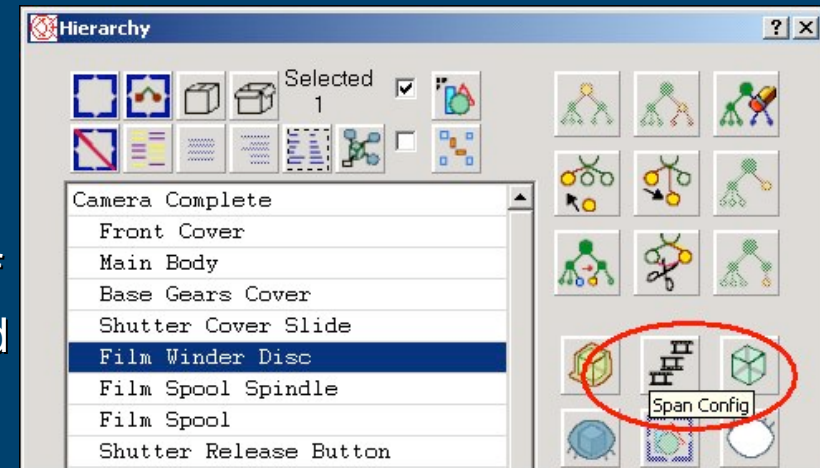 Hierarchy
Selected
1
Camera Complete
Front Cover
Main Body
Base Gears Cover
Shutter Cover Slide
Film Winder Disc
Film Spool Spindle
Film Spool
Shutter Release Button
Span Config